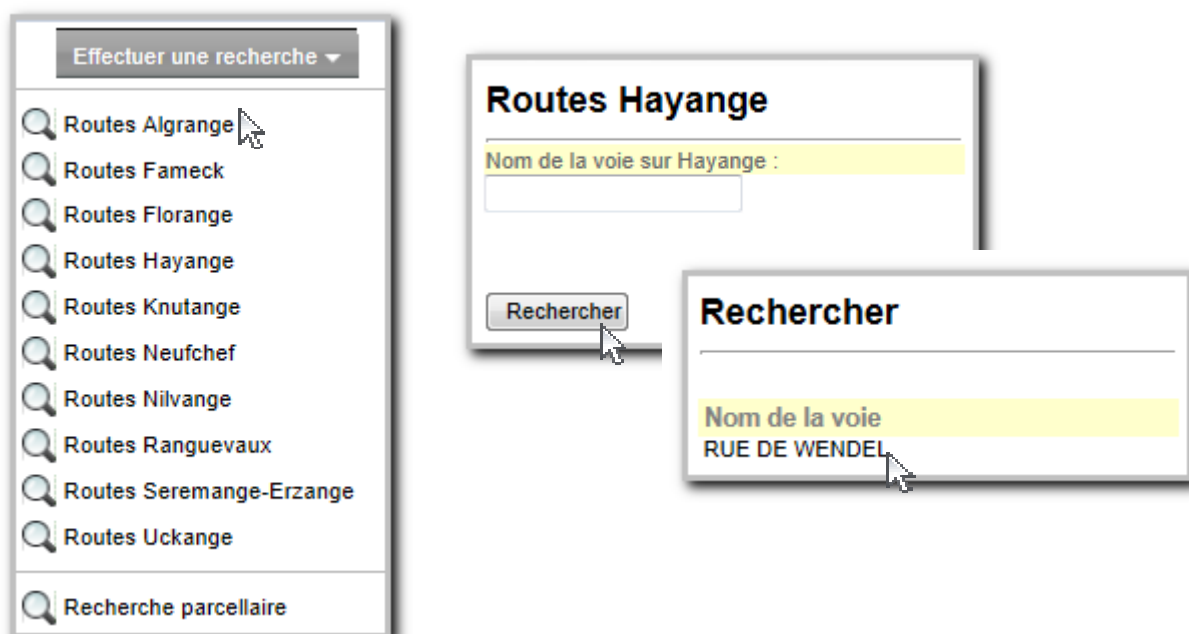 Effectuer une recherche
Routes Algrange
Routes Fameck
Routes Florange
Routes Hayange
Routes Knutange
Routes Neufchef
Routes Nilvange
Routes Ranguevaux
Routes Seremange-Erzange
Routes Uckange
Recherche parcellaire
Routes Hayange
Nom de la voie sur Hayange :
Rechercher
Rechercher
Nom de la voie
RUE DE WENDEL